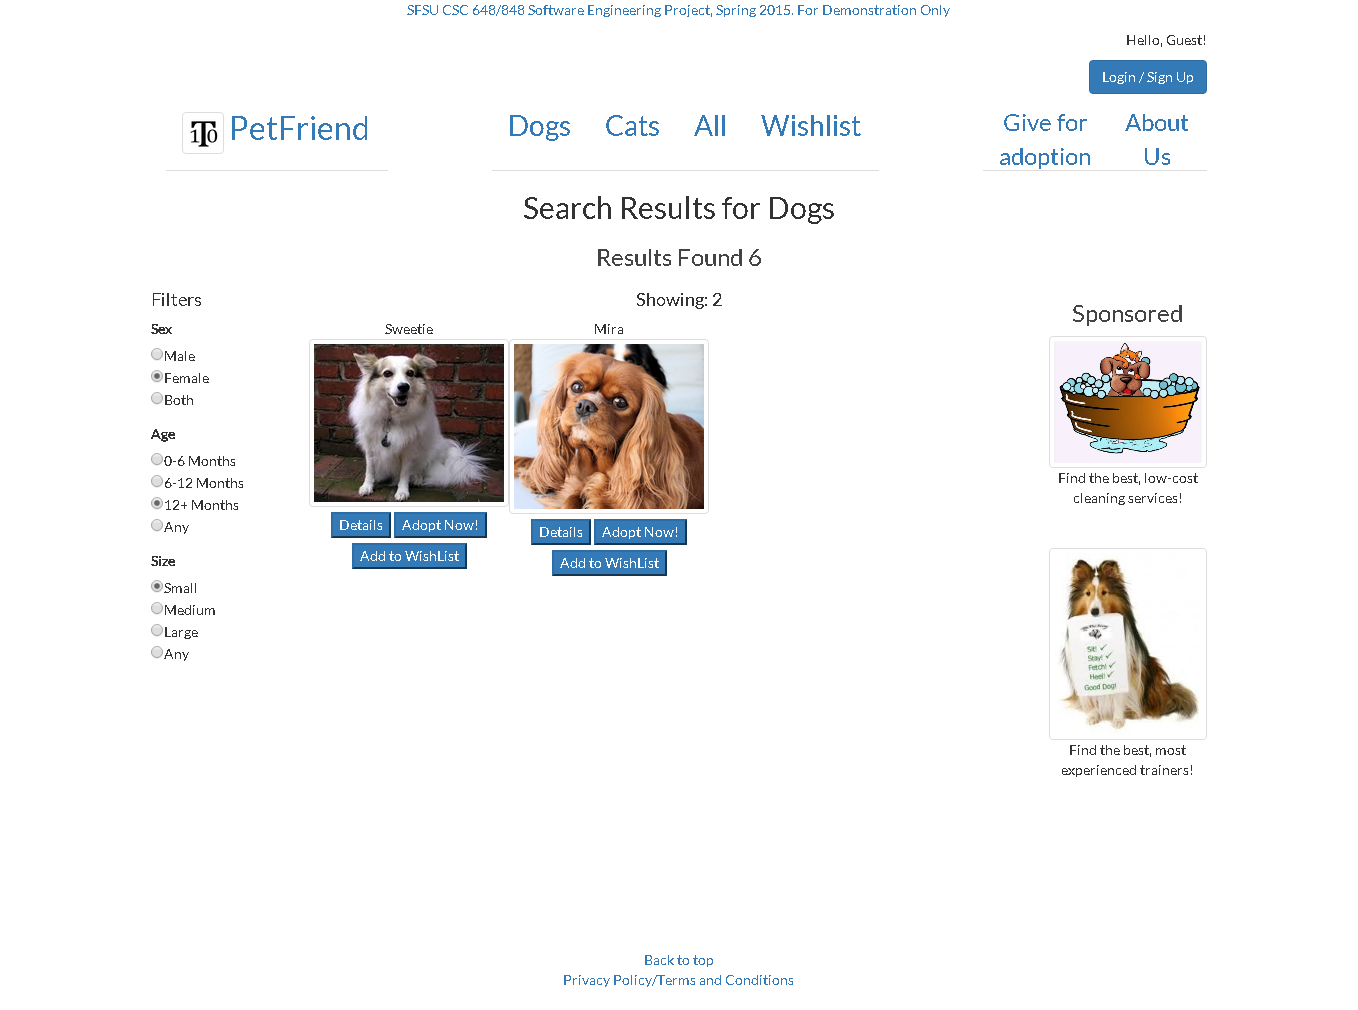 SFSU CSC 648/848 Software Engineering Project, Spring 2015. For Demonstration Only
Hello, Guest!
Login / Sign Up
PetFriend
Dogs Cats All Wishlist
Give for
adoption
About
Us
Search Results for Dogs
Results Found 6
Filters
Sex
Male
Female
Both
Age
0-6 Months
6-12 Months
12+ Months
Any
Size
Small
Medium
Large
Any
Showing: 2
Sweetie
Details Adopt Now!
Add to WishList
Mira
Details Adopt Now!
Add to WishList
Sponsored
Find the best, low-cost
cleaning services!
Sit! ✓
Stay! ✓
Fetch! ✓
Heel! ✓
Good Dog!
Find the best, most
experienced trainers!
Back to top
Privacy Policy/Terms and Conditions